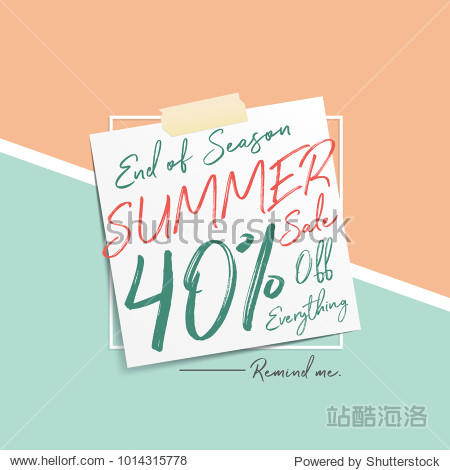 End of Season
SUMMER
Sale
40% Off
Everything
Remind me.
站酷海洛
www.hellorf.com · 1014315778
Powered by Shutterstock